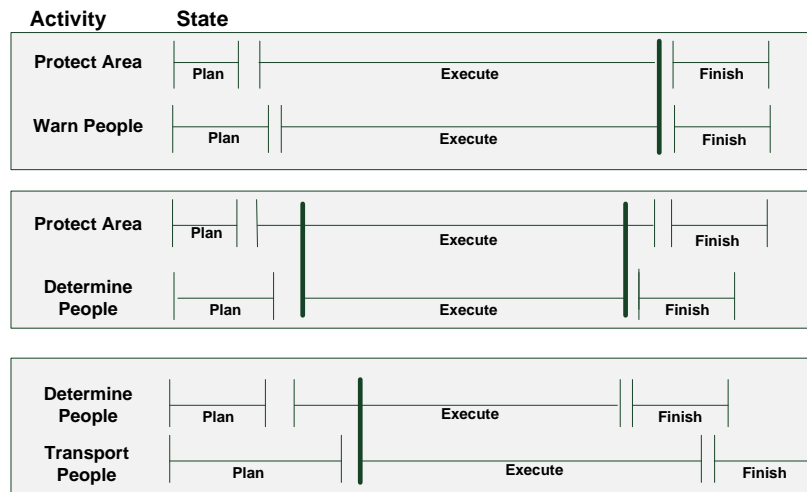 Activity State
Protect Area
Plan Execute Finish
Warn People
Plan Execute Finish
Protect Area
Plan Execute Finish
Determine
People
Plan Execute Finish
Determine
People
Plan Execute Finish
Transport
People
Plan Execute Finish